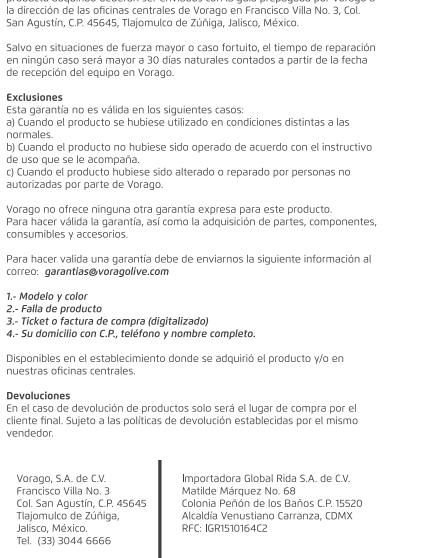 la dirección de las oficinas centrales de Vorago en Francisco Villa No. 3, Col.
San Agustín, C.P. 45645, Tlajomulco de Zúñiga, Jalisco, México.
Salvo en situaciones de fuerza mayor o caso fortuito, el tiempo de reparación
en ningún caso será mayor a 30 días naturales contados a partir de la fecha
de recepción del equipo en Vorago.
Exclusiones
Esta garantía no es válida en los siguientes casos:
a) Cuando el producto se hubiese utilizado en condiciones distintas a las
normales.
b) Cuando el producto no hubiese sido operado de acuerdo con el instructivo
de uso que se le acompaña.
c) Cuando el producto hubiese sido alterado o reparado por personas no
autorizadas por parte de Vorago.
Vorago no ofrece ninguna otra garantía expresa para este producto.
Para hacer válida la garantía, así como la adquisición de partes, componentes,
consumibles y accesorios.
Para hacer valida una garantía debe de enviarnos la siguiente información al
correo: garantias@voragolive.com
1.- Modelo y color
2.- Falla de producto
3.- Ticket o factura de compra (digitalizado)
4.- Su domicilio con C.P., teléfono y nombre completo.
Disponibles en el establecimiento donde se adquirió el producto y/o en
nuestras oficinas centrales.
Devoluciones
En el caso de devolución de productos solo será el lugar de compra por el
cliente final. Sujeto a las políticas de devolución establecidas por el mismo
vendedor.
Vorago, S.A. de C.V.
Francisco Villa No. 3
Col. San Agustín, C.P. 45645
Tlajomulco de Zúñiga,
Jalisco, México.
Tel. (33) 3044 6666
Importadora Global Rida S.A. de C.V.
Matilde Márquez No. 68
Colonia Peñón de los Baños C.P. 15520
Alcaldía Venustiano Carranza, CDMX
RFC: IGR1510164C2